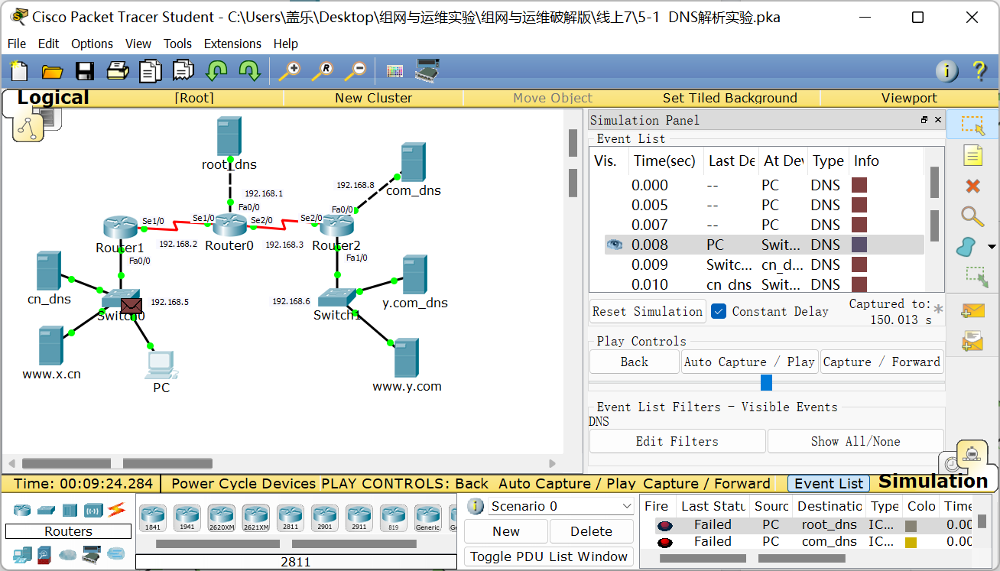 Cisco Packet Tracer Student - C:\Users\盖乐\Desktop\组网与运维实验\组网与运维破解版\线上7\5-1 DNS解析实验.pka
File Edit Options View Tools Extensions Help
Logical [Root] New Cluster Move Object Set Tiled Background Viewport
root_dns
192.168.1
Fa0/0
192.168.8
com_dns
Fa0/0
Se1/0
Se1/0
Se2/0
Se2/0
Router1
192.168.2
Router0
192.168.3
Router2
Fa0/0
Fa1/0
cn_dns
Switch0
192.168.5
192.168.6
Switch1
y.com_dns
www.x.cn
PC
www.y.com
Simulation Panel
Event List
Vis. Time(sec) Last De At Dev Type Info
0.000 -- PC DNS
0.005 -- PC DNS
0.007 -- PC DNS
0.008 PC Swit... DNS
0.009 Switc... cn_d... DNS
0.010 cn_dns Swit... DNS
Reset Simulation Constant Delay Captured to: *
150.013 s
Play Controls
Back Auto Capture / Play Capture / Forward
Event List Filters - Visible Events
DNS
Edit Filters Show All/None
Time: 00:09:24.284 Power Cycle Devices PLAY CONTROLS: Back Auto Capture / Play Capture / Forward Event List Simulation
Routers
1841 1941 2620XM 2621XM 2811 2901 2911 819 Generic Ge
2811
Scenario 0
New Delete
Toggle PDU List Window
Fire Last Statu Sourc Destinatio Type Colo Time
Failed PC root_dns IC... 0.00
Failed PC com_dns IC... 0.00